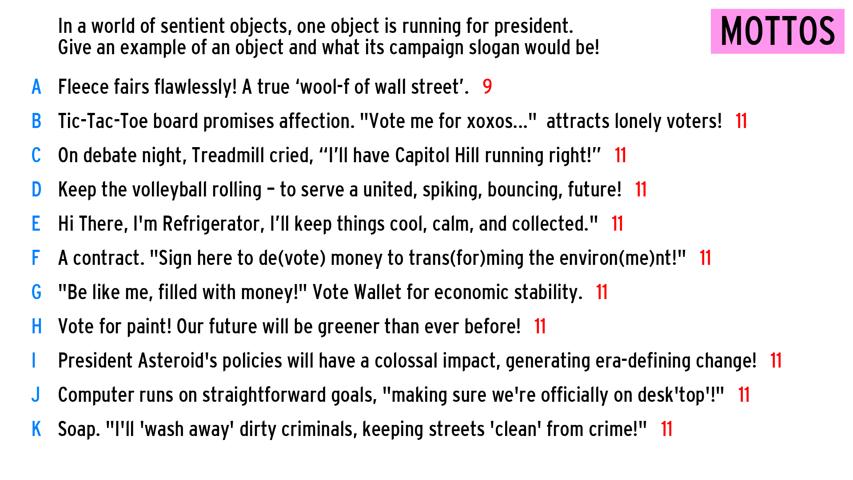 In a world of sentient objects, one object is running for president.
Give an example of an object and what its campaign slogan would be!
MOTTOS
A Fleece fairs flawlessly! A true ‘wool-f of wall street’. 9
B Tic-Tac-Toe board promises affection. "Vote me for xoxos..." attracts lonely voters! 11
C On debate night, Treadmill cried, “I’ll have Capitol Hill running right!” 11
D Keep the volleyball rolling – to serve a united, spiking, bouncing, future! 11
E Hi There, I'm Refrigerator, I’ll keep things cool, calm, and collected." 11
F A contract. "Sign here to de(vote) money to trans(for)ming the environ(me)nt!" 11
G "Be like me, filled with money!" Vote Wallet for economic stability. 11
H Vote for paint! Our future will be greener than ever before! 11
I President Asteroid's policies will have a colossal impact, generating era-defining change! 11
J Computer runs on straightforward goals, "making sure we're officially on desk'top'!" 11
K Soap. "I'll 'wash away' dirty criminals, keeping streets 'clean' from crime!" 11